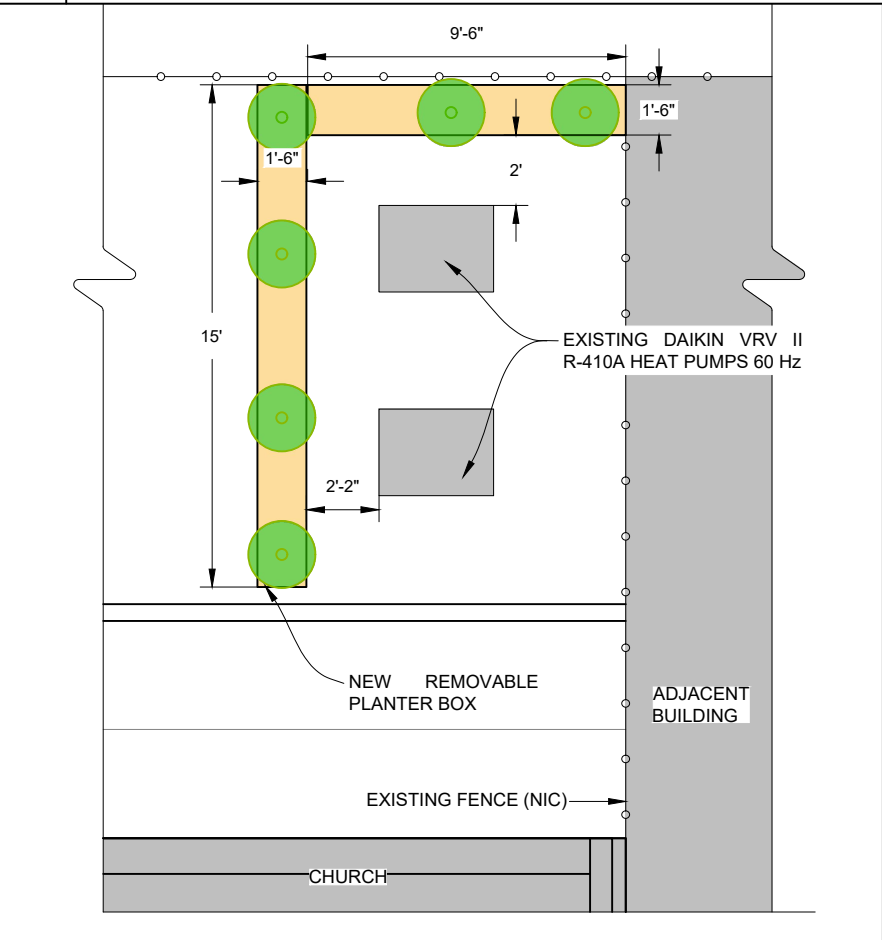 9'-6"
1'-6"
1'-6"
2'
15'
EXISTING DAIKIN VRV II
R-410A HEAT PUMPS 60 Hz
2'-2"
NEW REMOVABLE
PLANTER BOX
ADJACENT
BUILDING
EXISTING FENCE (NIC)
CHURCH